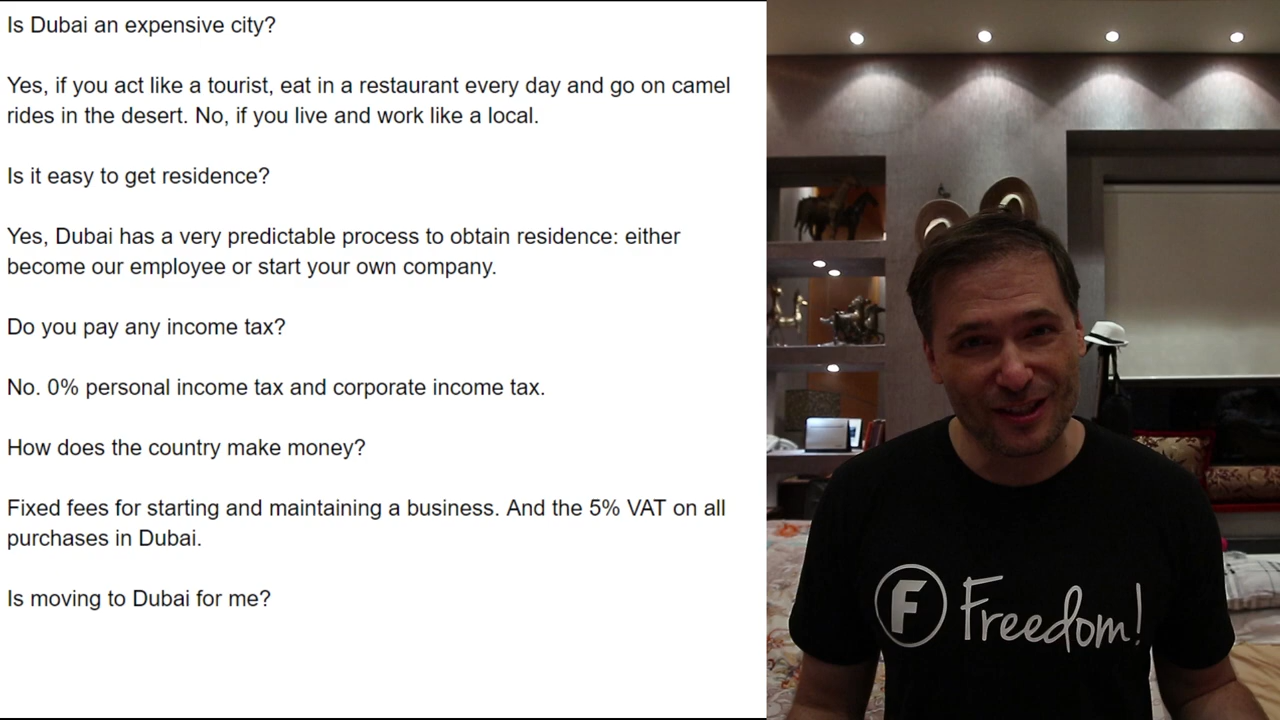 Is Dubai an expensive city?
Yes, if you act like a tourist, eat in a restaurant every day and go on camel
rides in the desert. No, if you live and work like a local.
Is it easy to get residence?
Yes, Dubai has a very predictable process to obtain residence: either
become our employee or start your own company.
Do you pay any income tax?
No. 0% personal income tax and corporate income tax.
How does the country make money?
Fixed fees for starting and maintaining a business. And the 5% VAT on all
purchases in Dubai.
Is moving to Dubai for me?
F Freedom!